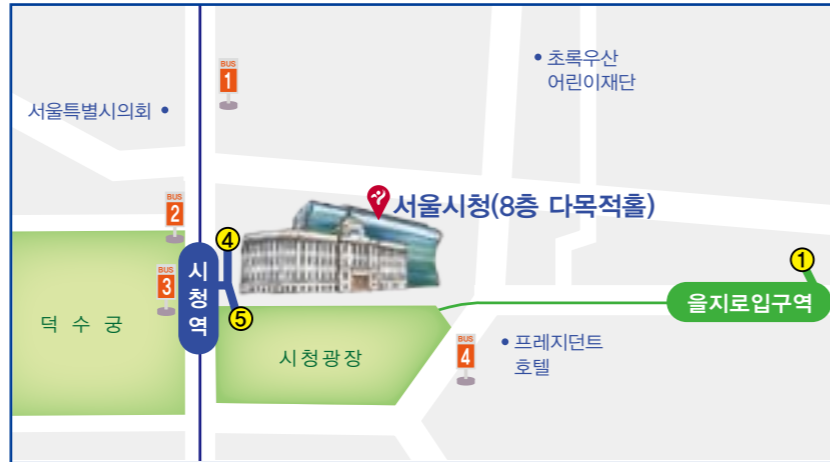 BUS
1
초록우산
어린이재단
서울특별시의회
BUS
2
서울시청(8층 다목적홀)
4
1
BUS
3
시청역
5
을지로입구역
덕 수 궁
시청광장
BUS
4
프레지던트
호텔